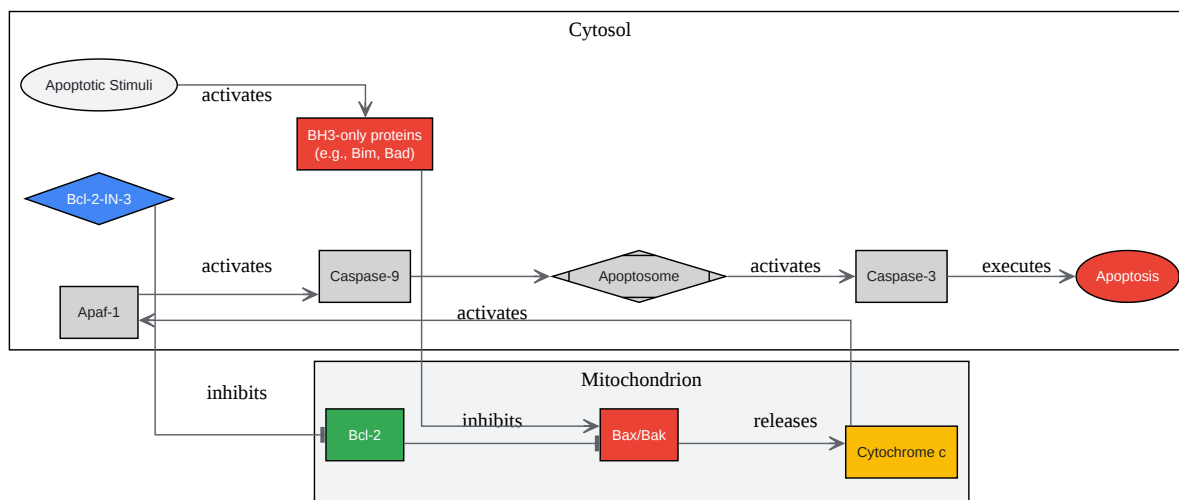 Cytosol
Apoptotic Stimuli
activates
BH3-only proteins
(e.g., Bim, Bad)
Bcl-2-IN-3
activates
Caspase-9
Apoptosome
activates
Caspase-3
executes
Apoptosis
Apaf-1
activates
Mitochondrion
inhibits
Bcl-2
inhibits
Bax/Bak
releases
Cytochrome c